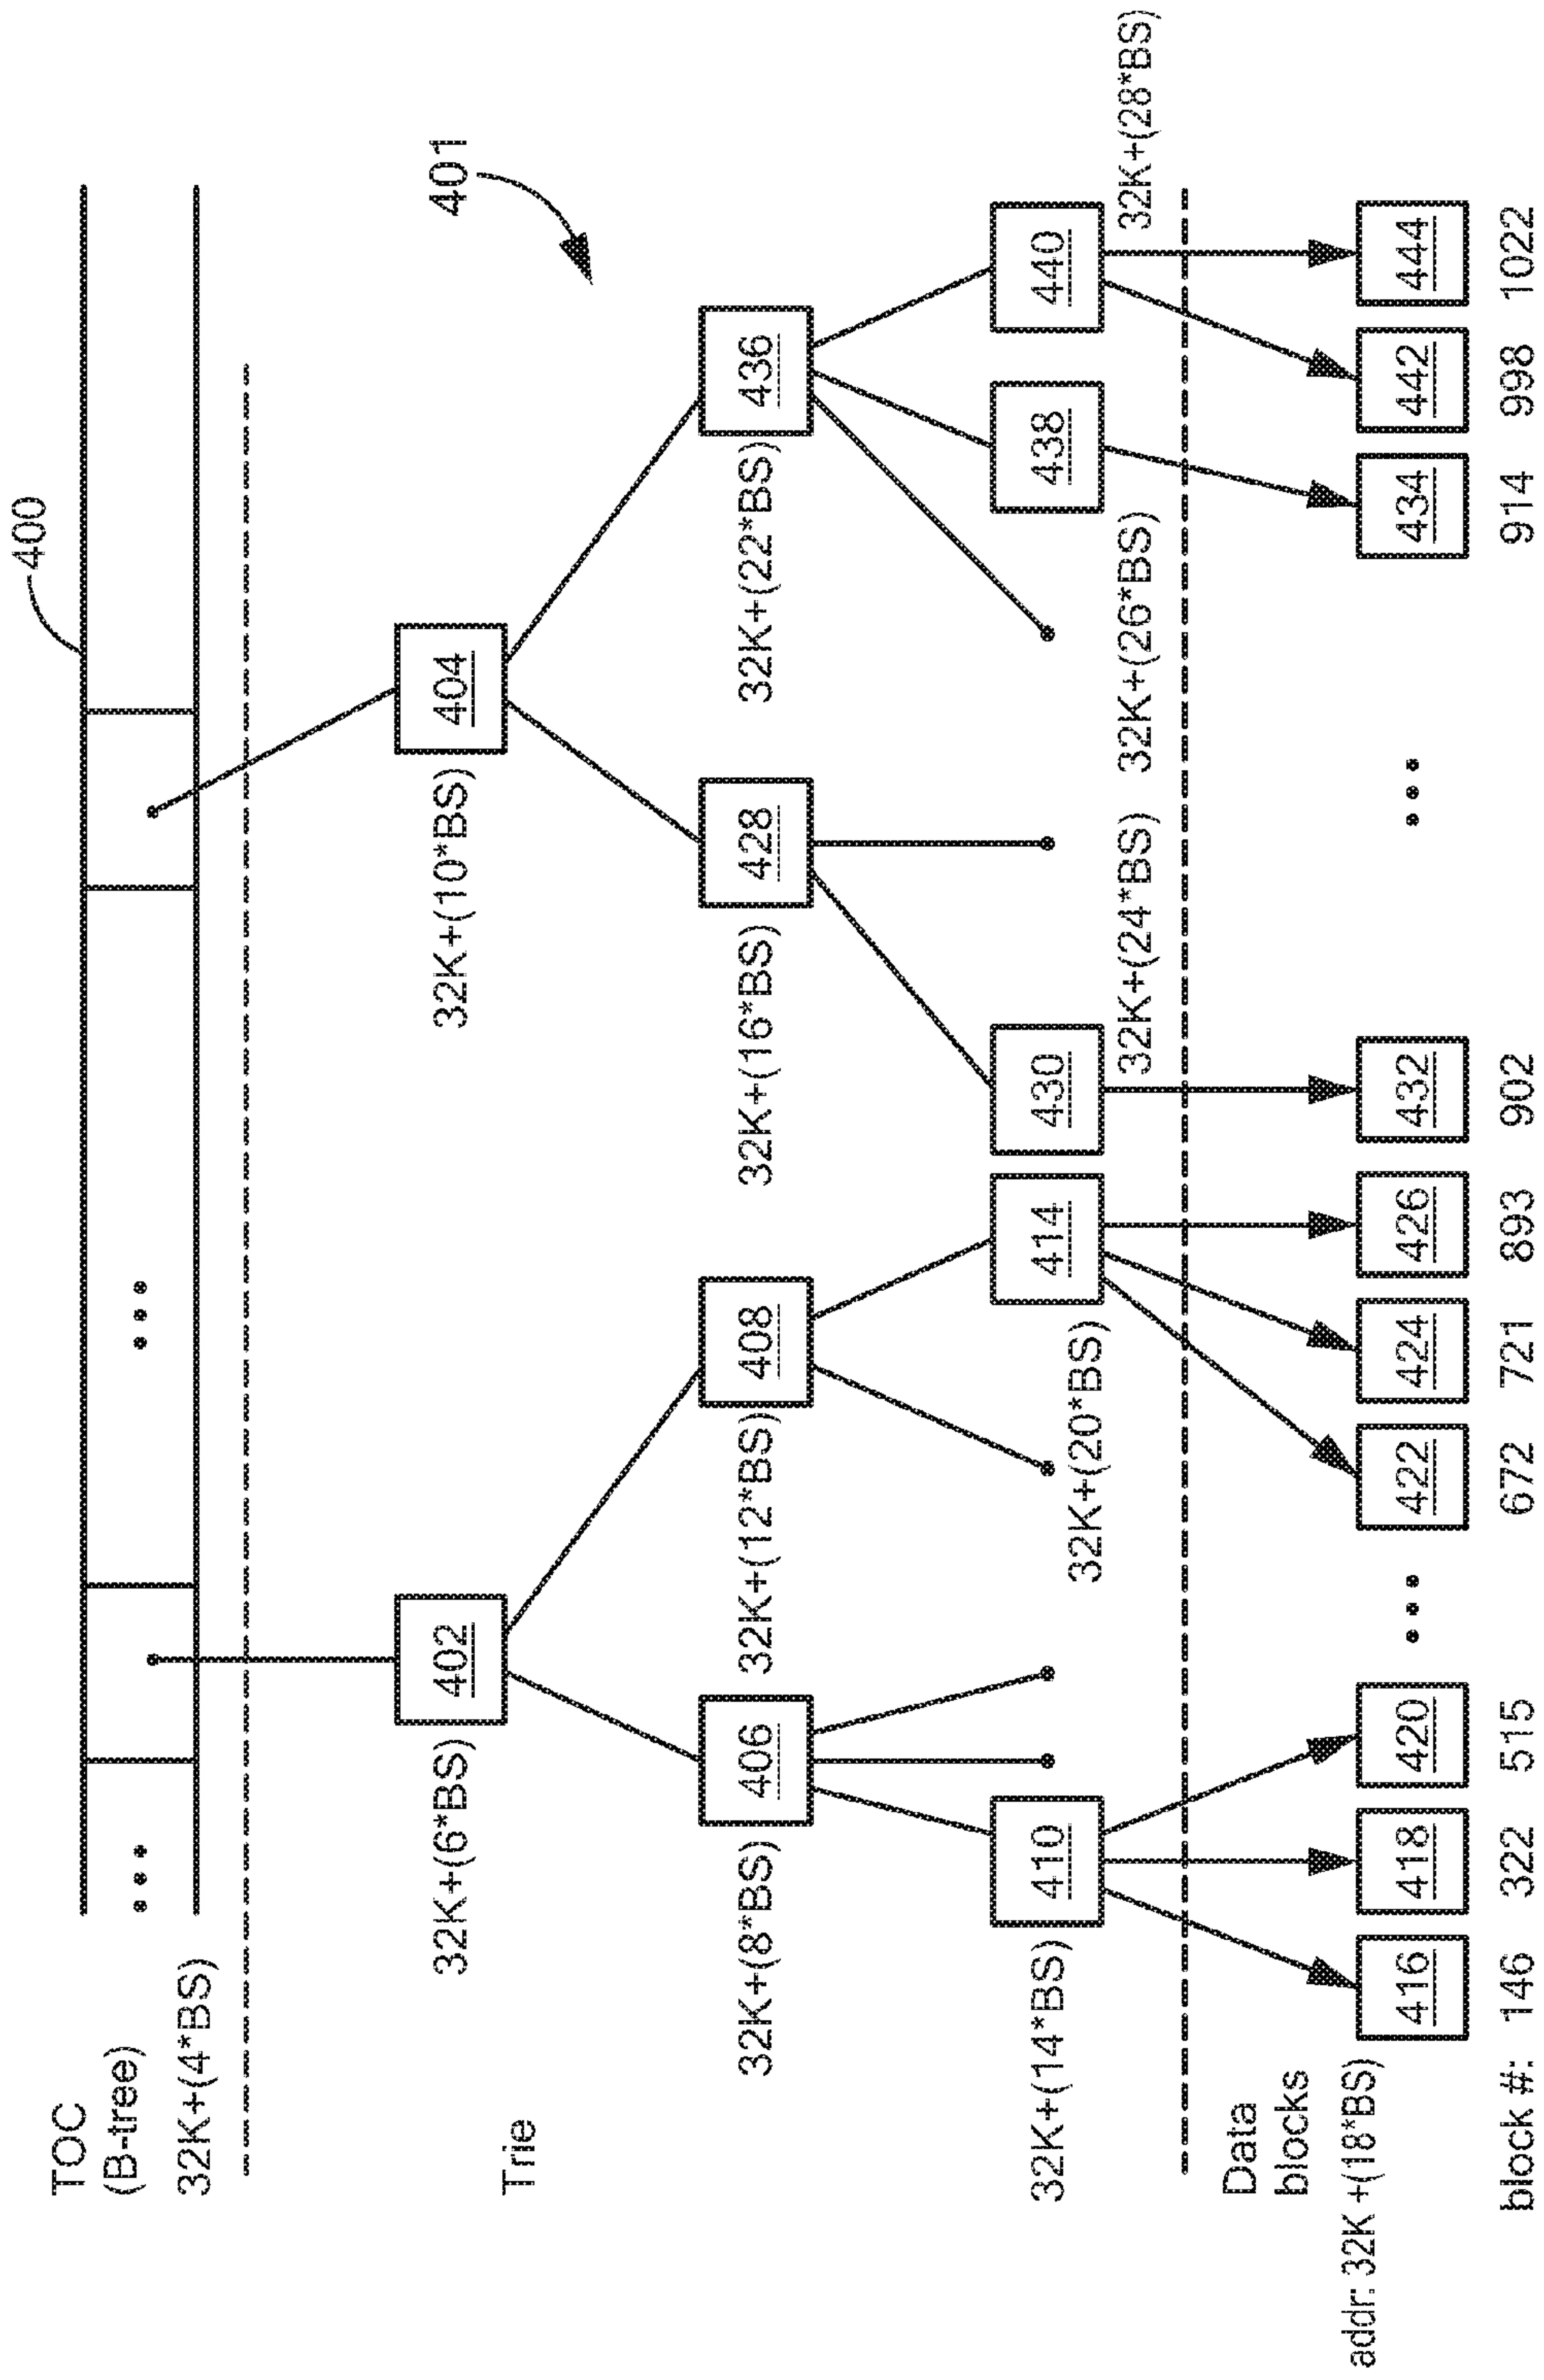 400
TOC
(B-tree)
32K+(4*BS)
401
Trie
402
404
32K+(6*BS)
32K+(10*BS)
406
408
428
436
32K+(8*BS)
32K+(12*BS)
32K+(16*BS)
32K+(22*BS)
410
414
430
438
440
32K+(14*BS)
32K+(20*BS)
32K+(24*BS)
32K+(26*BS)
32K+(28*BS)
Data
blocks
addr: 32K +(18*BS)
416
418
420
422
424
426
432
434
442
444
block #: 146 322 515 672 721 893 902 914 998 1022